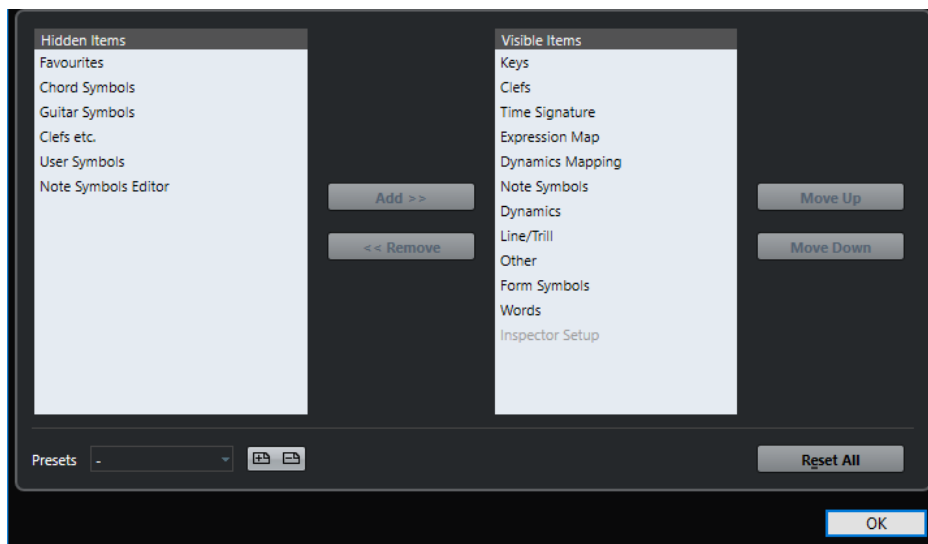 Hidden Items
Favourites
Chord Symbols
Guitar Symbols
Clefs etc.
User Symbols
Note Symbols Editor
Add >>
<< Remove
Visible Items
Keys
Clefs
Time Signature
Expression Map
Dynamics Mapping
Note Symbols
Dynamics
Line/Trill
Other
Form Symbols
Words
Inspector Setup
Move Up
Move Down
Presets -
Reset All
OK